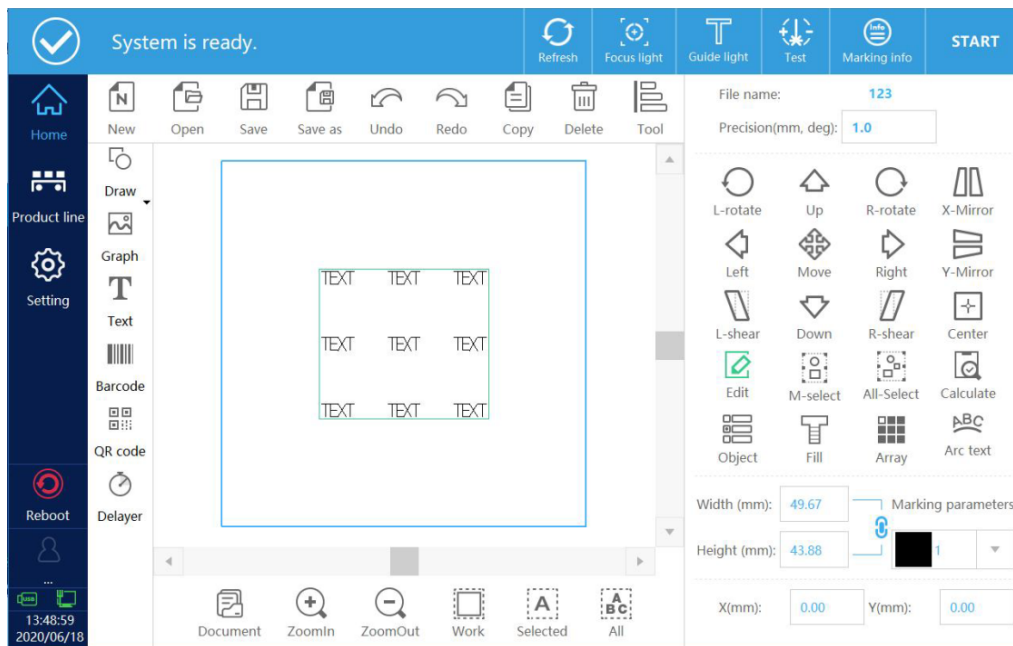 System is ready.
Refresh
Focus light
Guide light
Test
Info
Marking info
START
Home
Product line
Setting
Reboot
...
USB
13:48:59
2020/06/18
N
New
Open
Save
Save as
Undo
Redo
Copy
Delete
Tool
Draw
Graph
T
Text
Barcode
QR code
Delayer
TEXT TEXT TEXT
TEXT TEXT TEXT
TEXT TEXT TEXT
Document
ZoomIn
ZoomOut
Work
A
Selected
A
B C
All
File name: 123
Precision(mm, deg): 1.0
L-rotate Up R-rotate X-Mirror
Left Move Right Y-Mirror
L-shear Down R-shear Center
Edit M-select All-Select Calculate
ABC
Object Fill Array Arc text
Width (mm): 49.67 Marking parameters
Height (mm): 43.88 1
X(mm): 0.00 Y(mm): 0.00